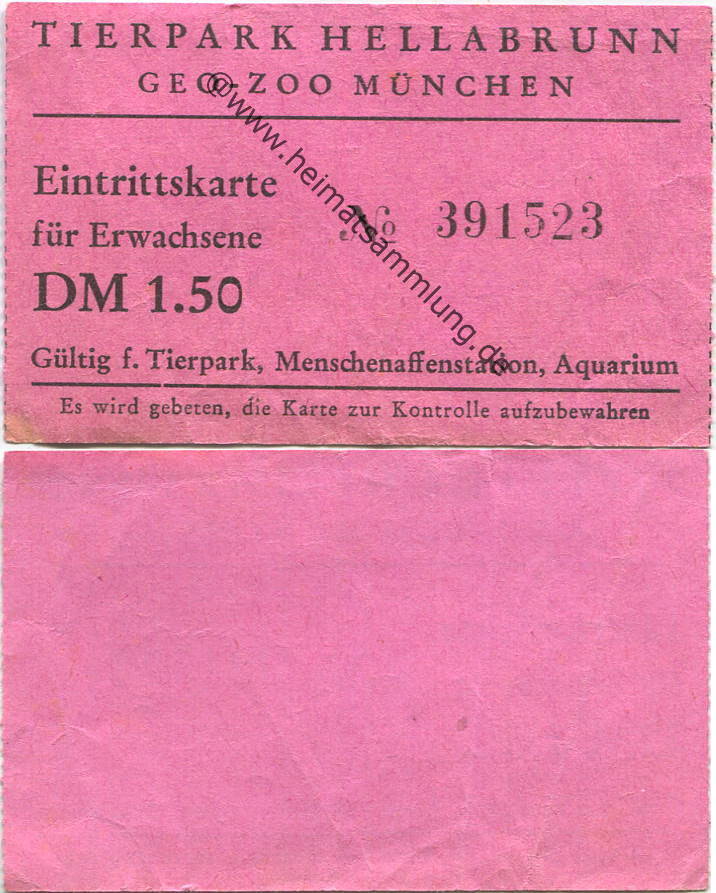 TIERPARK HELLABRUNN
GEO-ZOO MÜNCHEN
Eintrittskarte
für Erwachsene
№ 391523
DM 1.50
Gültig f. Tierpark, Menschenaffenstation, Aquarium
Es wird gebeten, die Karte zur Kontrolle aufzubewahren
@www.heimatsammlung.de